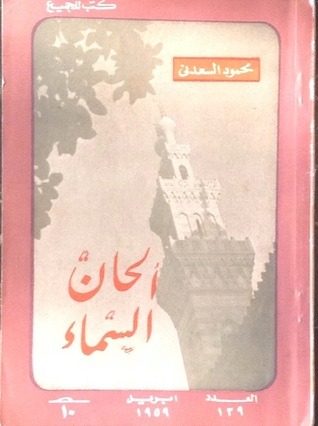 كتب للجميع
محمود السعدني
ألحان
السماء
العدد ابريل
١٣٩ ١٩٥٩ ١٠